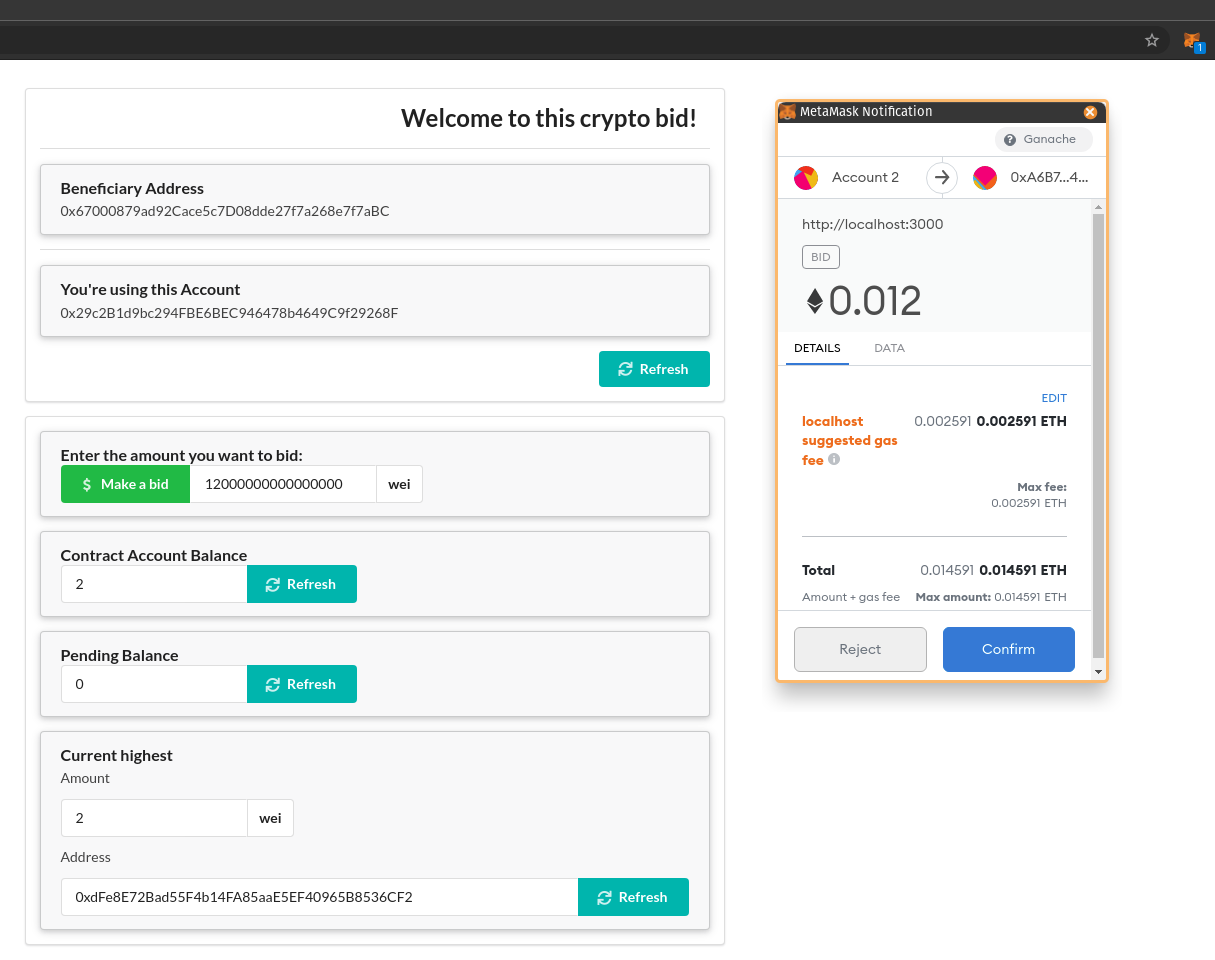 1
Welcome to this crypto bid!
Beneficiary Address
0x67000879ad92Cace5c7D08dde27f7a268e7f7aBC
You're using this Account
0x29c2B1d9bc294FBE6BEC946478b4649C9f29268F
Refresh
Enter the amount you want to bid:
$ Make a bid 12000000000000000 wei
Contract Account Balance
2 Refresh
Pending Balance
0 Refresh
Current highest
Amount
2 wei
Address
0xdFe8E72Bad55F4b14FA85aaE5EF40965B8536CF2 Refresh
MetaMask Notification
? Ganache
Account 2 0xA6B7...4...
http://localhost:3000
BID
0.012
DETAILS DATA
EDIT
localhost 0.002591 0.002591 ETH
suggested gas
fee i
Max fee:
0.002591 ETH
Total 0.014591 0.014591 ETH
Amount + gas fee Max amount: 0.014591 ETH
Reject Confirm